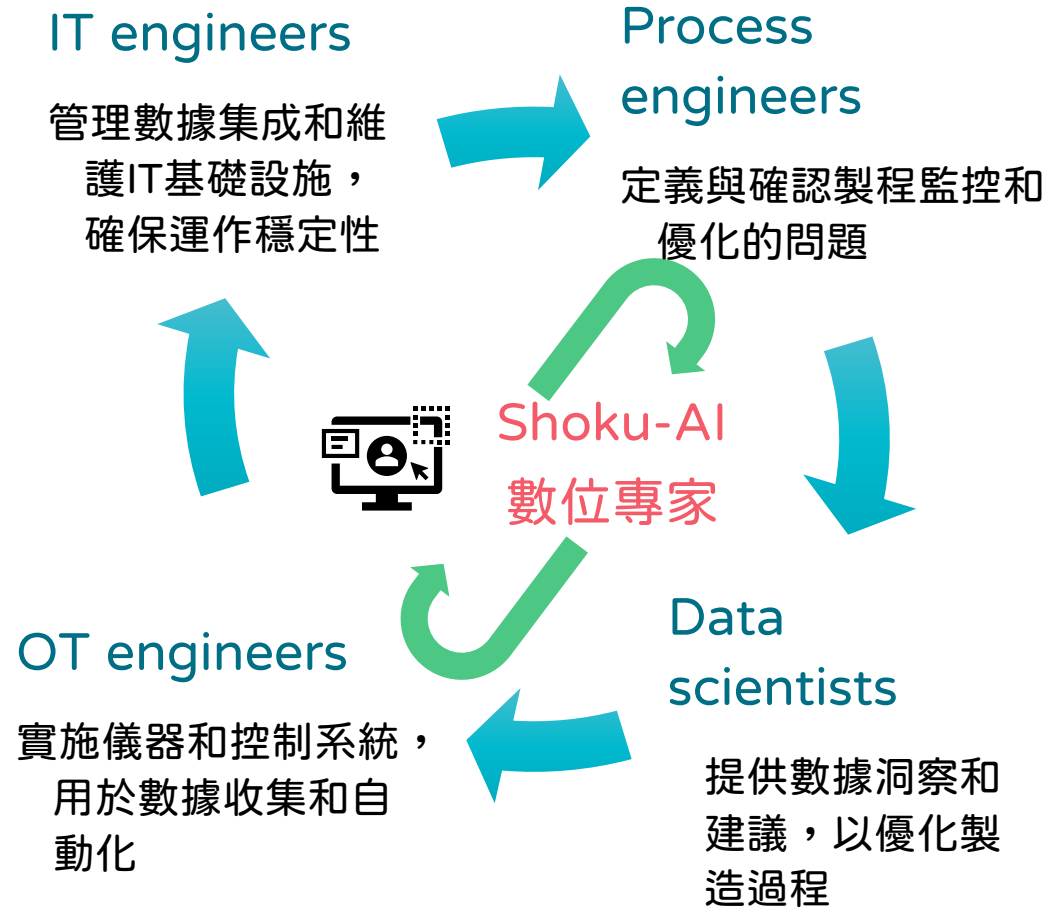 IT engineers
管理數據集成和維
護IT基礎設施，
確保運作穩定性
Process
engineers
定義與確認製程監控和
優化的問題
Shoku-AI
數位專家
OT engineers
實施儀器和控制系統，
用於數據收集和自
動化
Data
scientists
提供數據洞察和
建議，以優化製
造過程